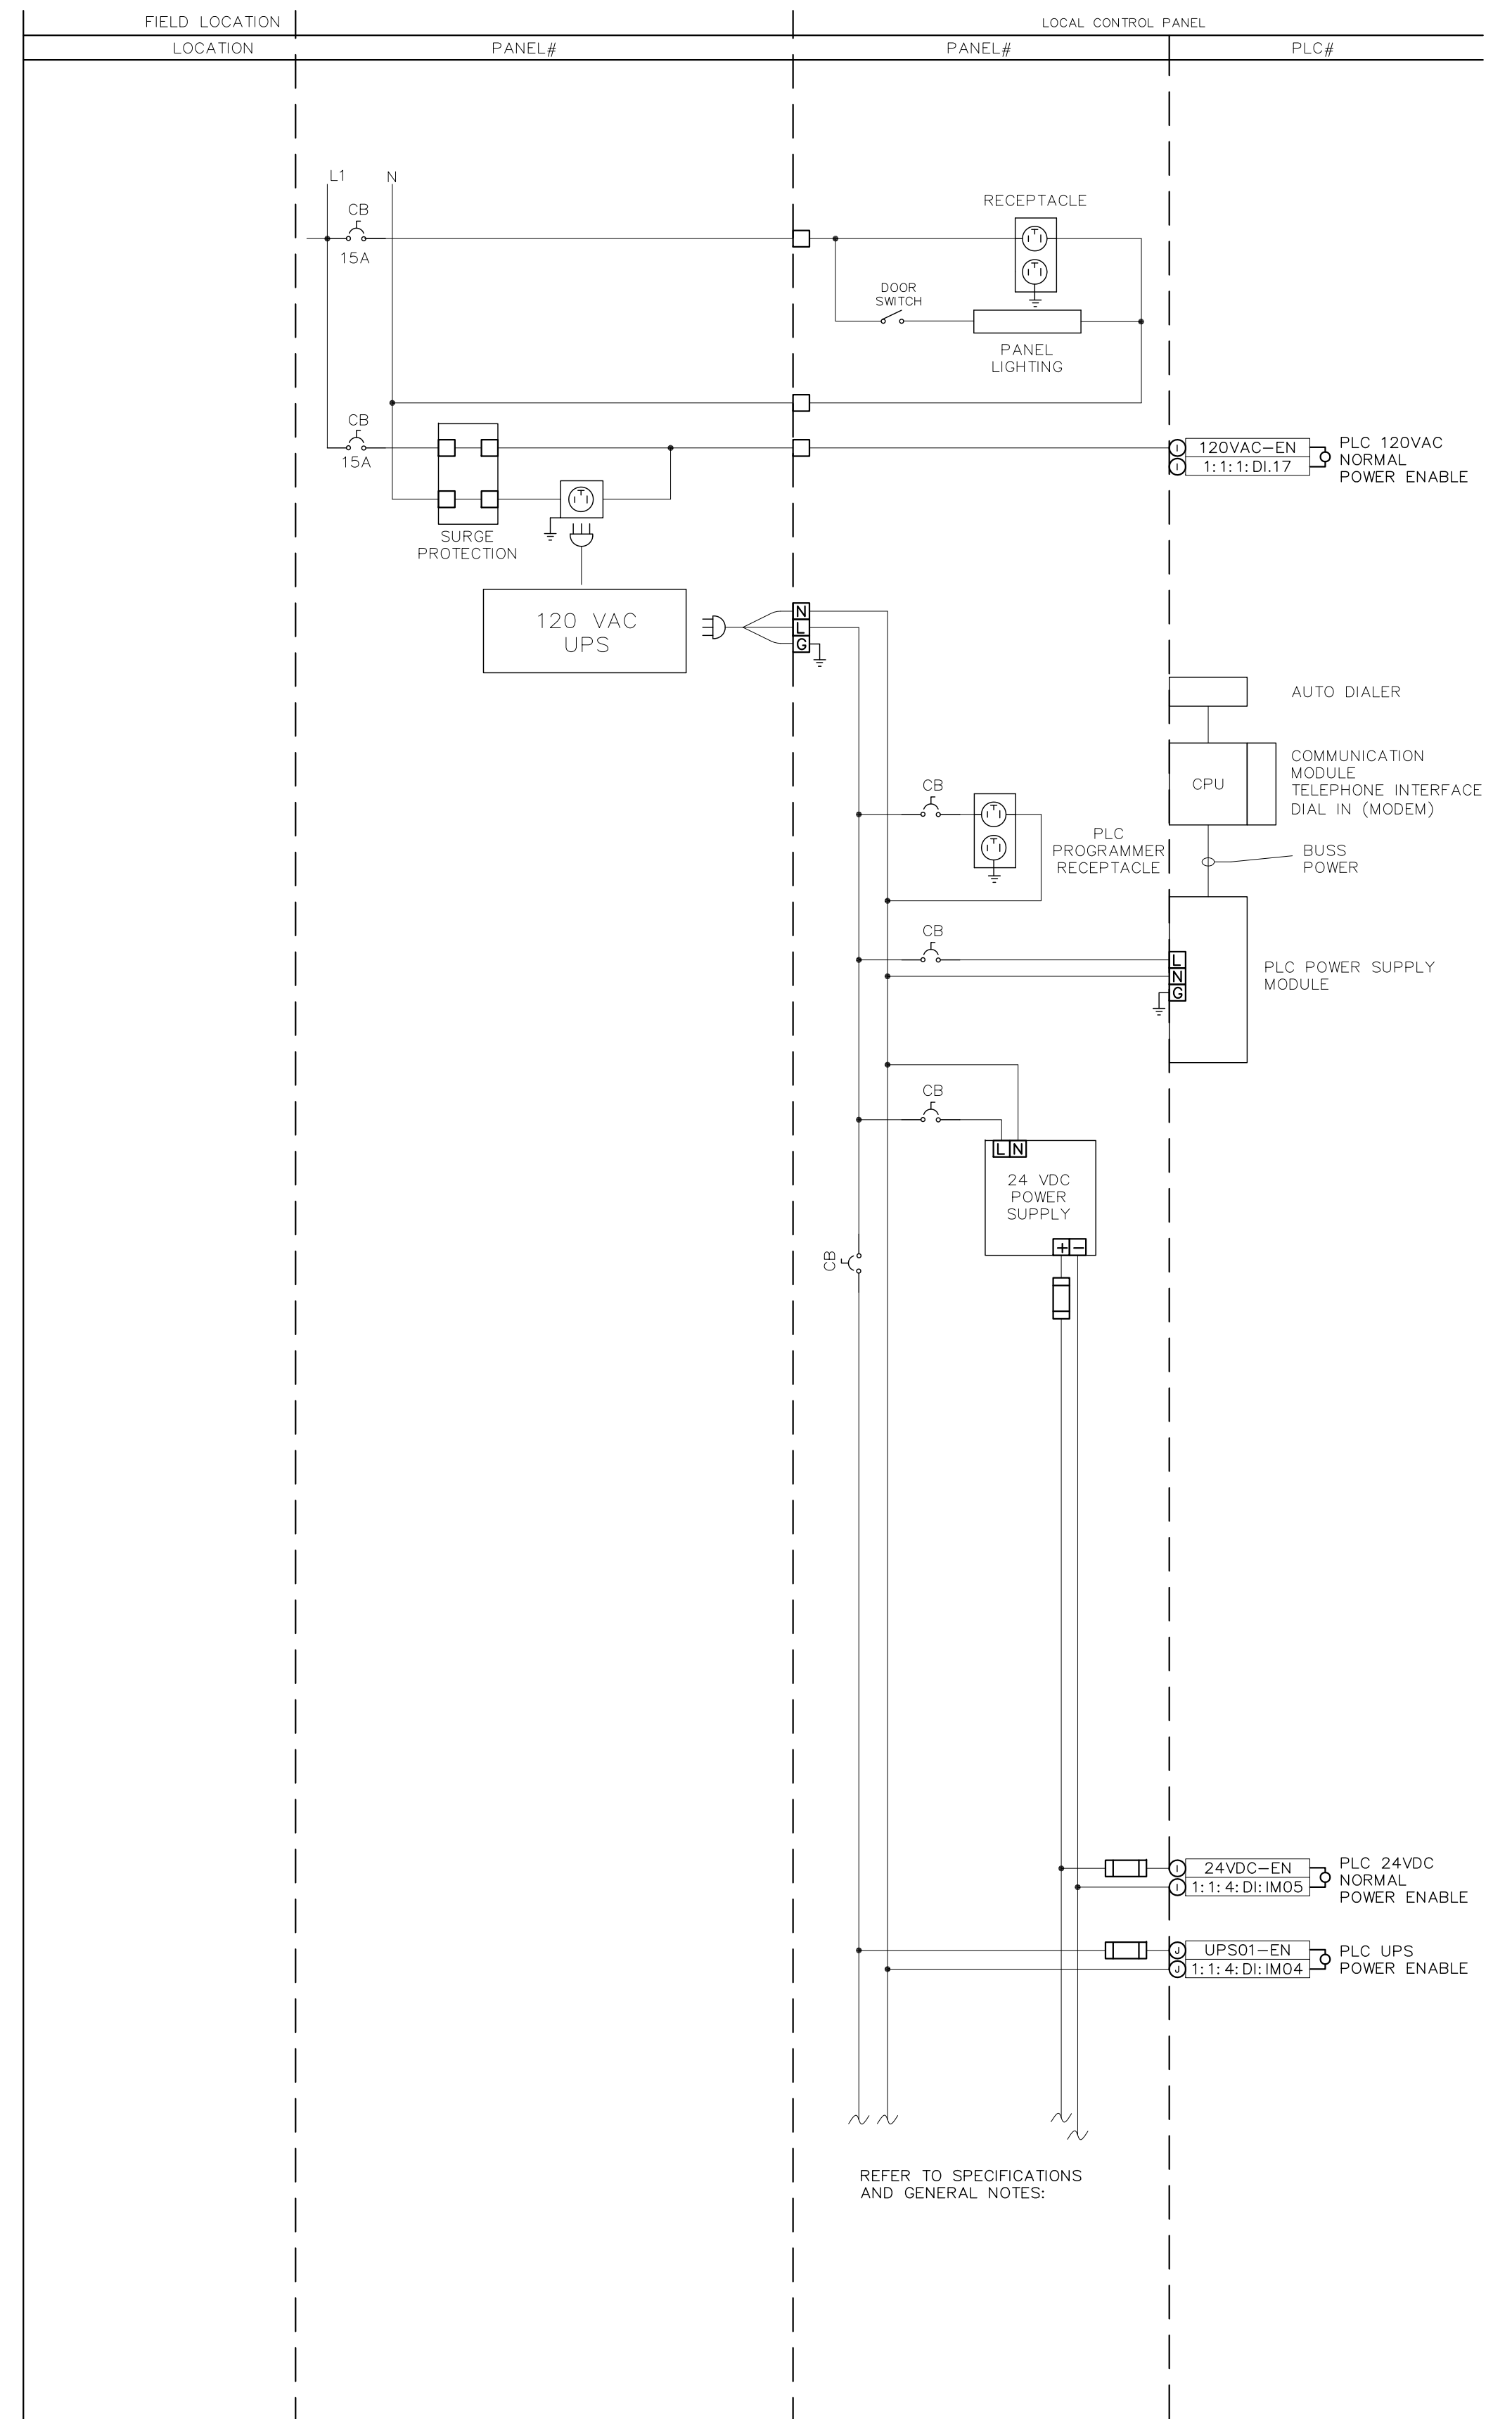 FIELD LOCATION
LOCAL CONTROL PANEL
LOCATION
PANEL#
PANEL#
PLC#
L1
N
CB
15A
RECEPTACLE
DOOR
SWITCH
PANEL
LIGHTING
CB
15A
SURGE
PROTECTION
I
120VAC-EN
I
1:1:1:DI.17
PLC 120VAC
NORMAL
POWER ENABLE
120 VAC
UPS
N
L
G
AUTO DIALER
CPU
COMMUNICATION
MODULE
TELEPHONE INTERFACE
DIAL IN (MODEM)
CB
PLC
PROGRAMMER
RECEPTACLE
BUSS
POWER
CB
L
N
G
PLC POWER SUPPLY
MODULE
CB
L N
24 VDC
POWER
SUPPLY
+ -
CB
I
24VDC-EN
I
1:1:4:DI:IM05
PLC 24VDC
NORMAL
POWER ENABLE
J
UPS01-EN
J
1:1:4:DI:IM04
PLC UPS
POWER ENABLE
REFER TO SPECIFICATIONS
AND GENERAL NOTES: